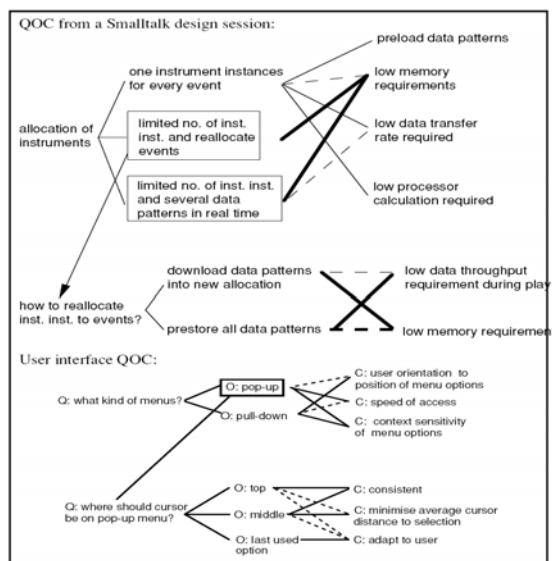 QOC from a Smalltalk design session:
preload data patterns
one instrument instances
for every event
low memory
requirements
allocation of
instruments
limited no. of inst.
inst. and reallocate
events
low data transfer
rate required
limited no. of inst. inst.
and several data
patterns in real time
low processor
calculation required
download data patterns
into new allocation
low data throughput
requirement during play
how to reallocate
inst. inst. to events?
prestore all data patterns
low memory requiremen
User interface QOC:
Q: what kind of menus?
O: pop-up
O: pull-down
C: user orientation to
position of menu options
C: speed of access
C: context sensitivity
of menu options
Q: where should cursor
be on pop-up menu?
O: top
O: middle
O: last used
option
C: consistent
C: minimise average cursor
distance to selection
C: adapt to user